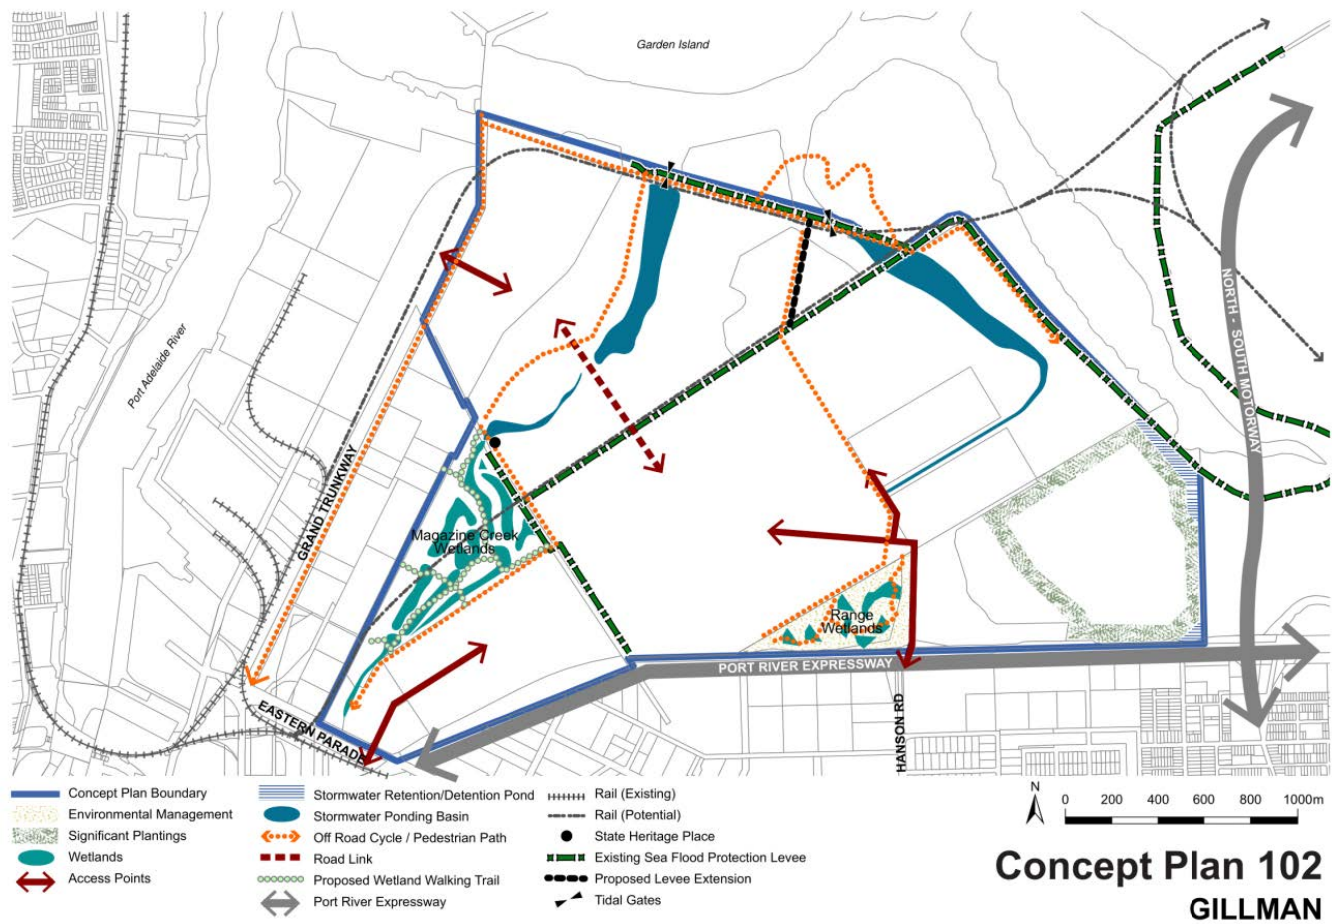 Garden Island
Port Adelaide River
GRAND TRUNKWAY
NORTH - SOUTH MOTORWAY
Magazine Creek
Wetlands
Range
Wetlands
PORT RIVER EXPRESSWAY
EASTERN PARADE
HANSON RD
Concept Plan Boundary
Environmental Management
Significant Plantings
Wetlands
Access Points
Stormwater Retention/Detention Pond
Stormwater Ponding Basin
Off Road Cycle / Pedestrian Path
Road Link
Proposed Wetland Walking Trail
Port River Expressway
Rail (Existing)
Rail (Potential)
State Heritage Place
Existing Sea Flood Protection Levee
Proposed Levee Extension
Tidal Gates
N
0 200 400 600 800 1000m
Concept Plan 102
GILLMAN